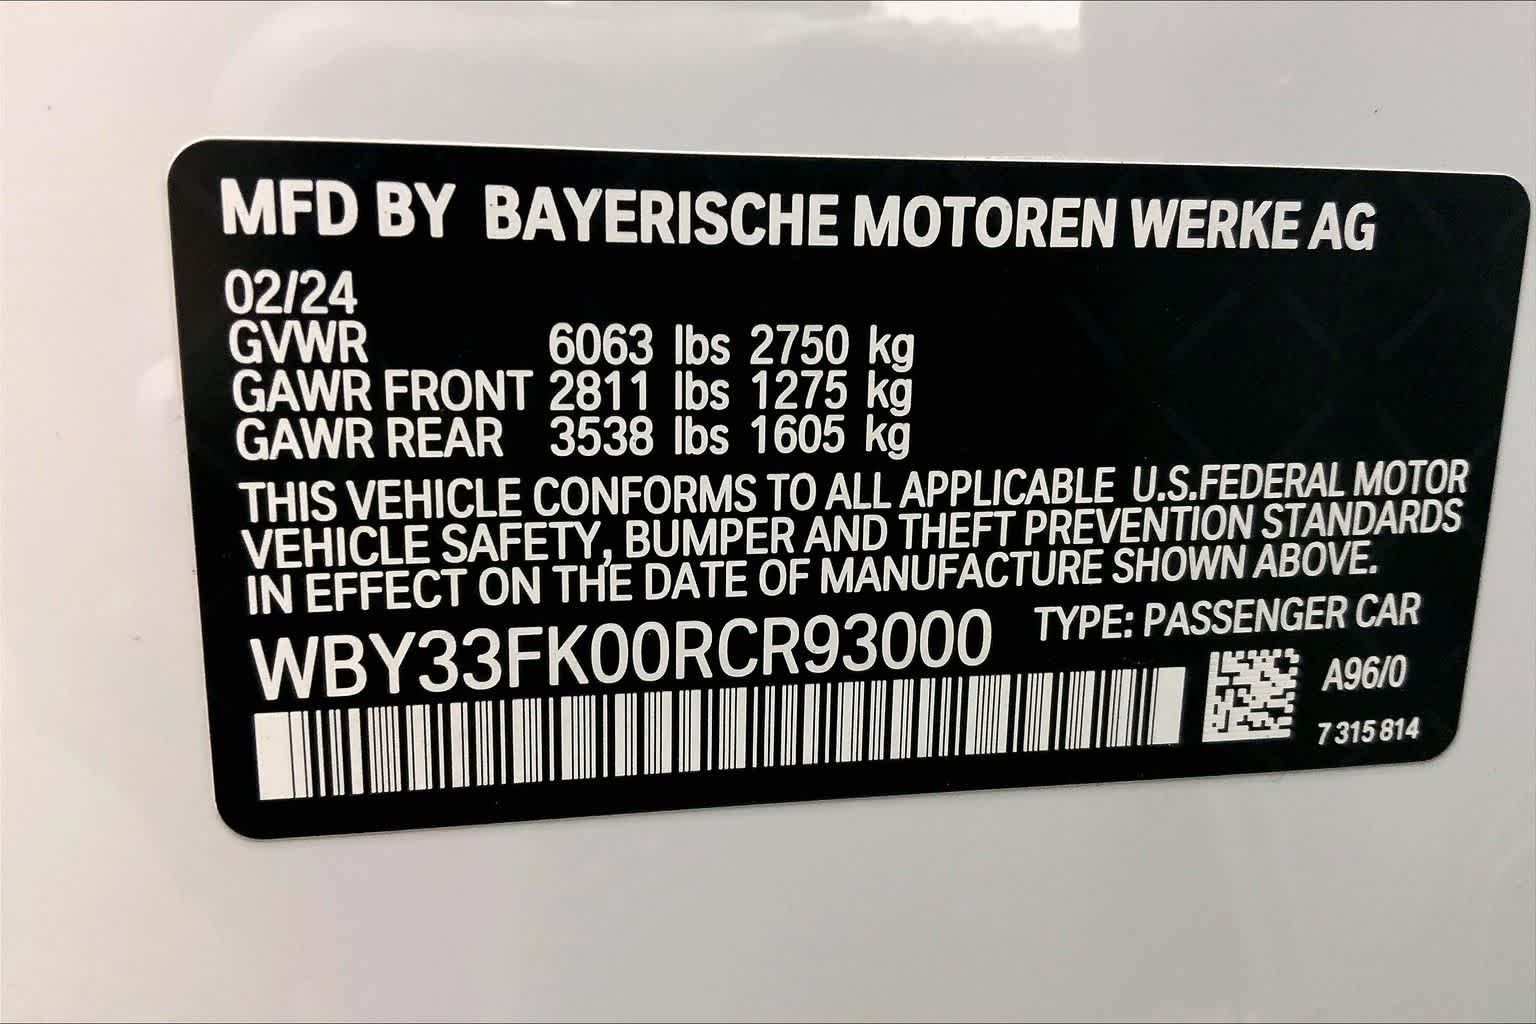 MFD BY BAYERISCHE MOTOREN WERKE AG
02/24
GVWR 6063 lbs 2750 kg
GAWR FRONT 2811 lbs 1275 kg
GAWR REAR 3538 lbs 1605 kg
THIS VEHICLE CONFORMS TO ALL APPLICABLE U.S.FEDERAL MOTOR
VEHICLE SAFETY, BUMPER AND THEFT PREVENTION STANDARDS
IN EFFECT ON THE DATE OF MANUFACTURE SHOWN ABOVE.
WBY33FK00RCR93000 TYPE: PASSENGER CAR
A96/0
7 315 814